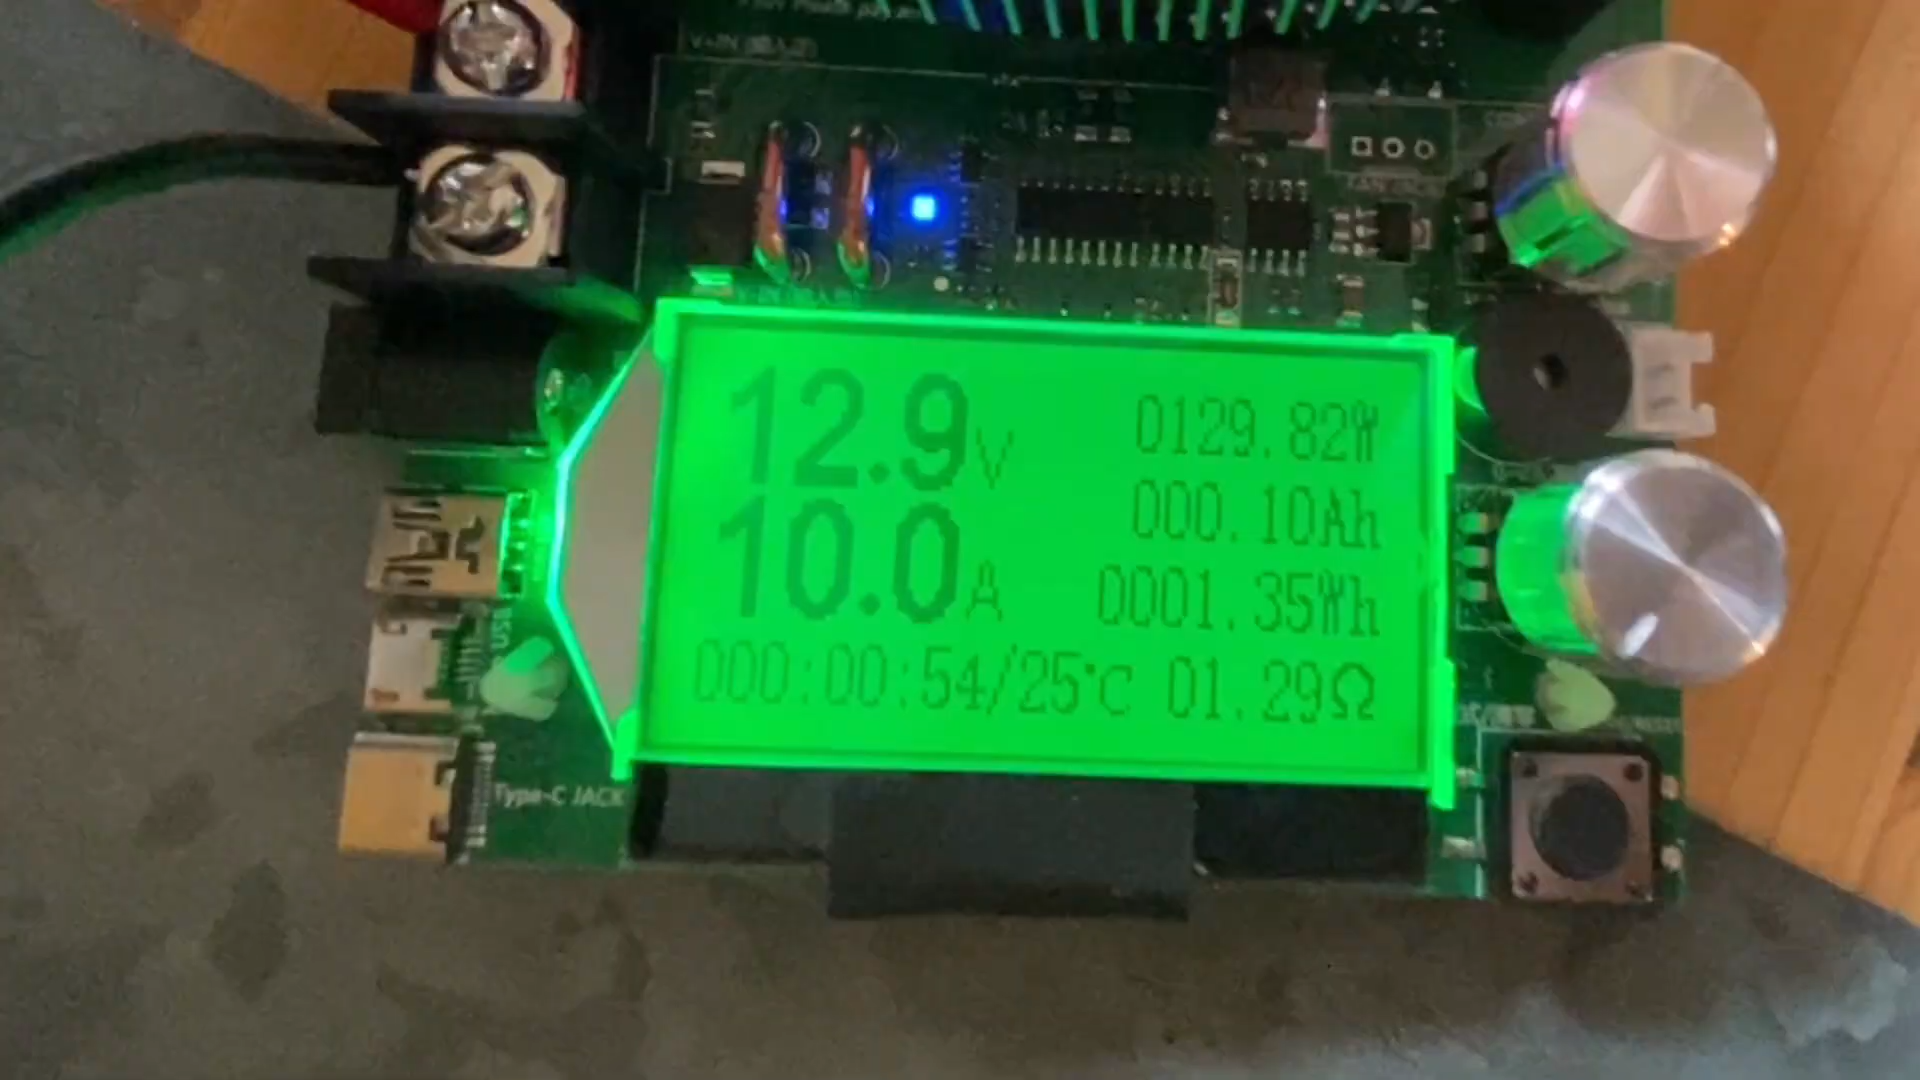 12.9V
0129.82W
000.10Ah
10.0A
0001.35Wh
000:00:54/25°C 01.29Ω
USB
Type-C JACK